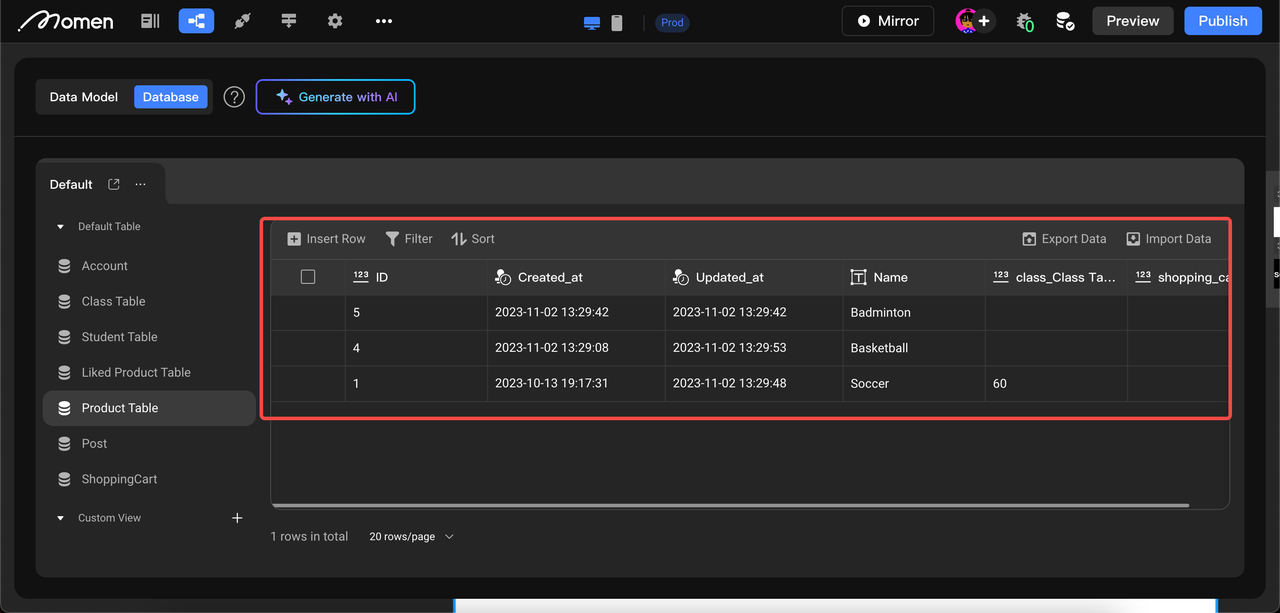 Momen Prod Mirror 0 Preview Publish
Data Model Database ? Generate with AI
Default
Default Table
Account
Class Table
Student Table
Liked Product Table
Product Table
Post
ShoppingCart
Custom View
Insert Row Filter Sort Export Data Import Data
123 ID Created_at Updated_at T Name 123 class_Class Ta... 123 shopping_ca
5 2023-11-02 13:29:42 2023-11-02 13:29:42 Badminton
4 2023-11-02 13:29:08 2023-11-02 13:29:53 Basketball
1 2023-10-13 19:17:31 2023-11-02 13:29:48 Soccer 60
1 rows in total 20 rows/page